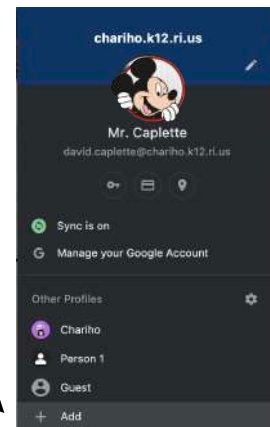 chariho.k12.ri.us
Mr. Caplette
david.caplette@chariho.k12.ri.us
Sync is on
G Manage your Google Account
Other Profiles
Chariho
Person 1
Guest
+ Add